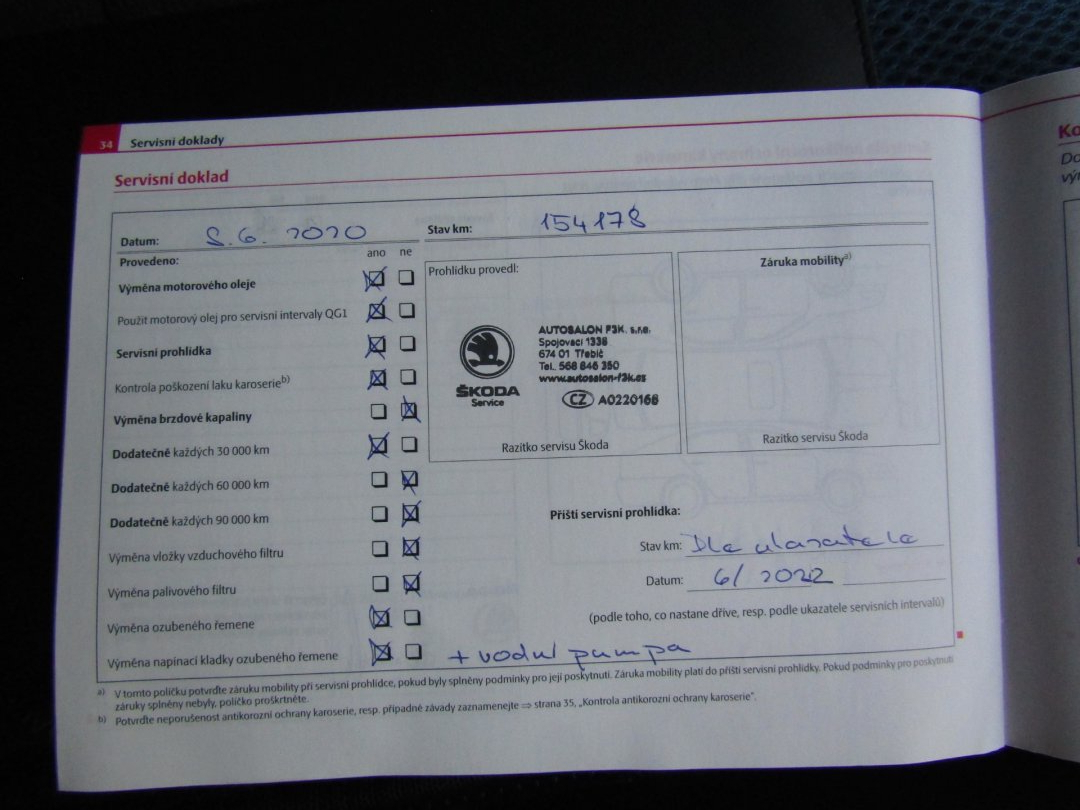 34 Servisní doklady
Servisní doklad
Datum: 8.6. 2020 Stav km: 154178
Provedeno: ano ne
Výměna motorového oleje
Použit motorový olej pro servisní intervaly QG1
Servisní prohlídka
Kontrola poškození laku karoserie b)
Výměna brzdové kapaliny
Dodatečně každých 30 000 km
Dodatečně každých 60 000 km
Dodatečně každých 90 000 km
Výměna vložky vzduchového filtru
Výměna palivového filtru
Výměna ozubeného řemene
Výměna napínací kladky ozubeného řemene
+ vodní pumpa
Prohlídku provedl:
AUTOSALON F3K. s.r.o.
Spojovací 1338
674 01 Třebíč
Tel. 568 846 350
www.autosalon-f3k.cz
CZ A0220166
ŠKODA
Service
Razítko servisu Škoda
Záruka mobility a)
Razítko servisu Škoda
Příští servisní prohlídka:
Stav km: Dle ukazatele
Datum: 6/2022
(podle toho, co nastane dříve, resp. podle ukazatele servisních intervalů)
a) V tomto políčku potvrďte záruku mobility při servisní prohlídce, pokud byly splněny podmínky pro její poskytnutí. Záruka mobility platí do příští servisní prohlídky. Pokud podmínky pro poskytnutí
záruky splněny nebyly, políčko proškrtněte.
b) Potvrďte neporušenost antikorozní ochrany karoserie, resp. případné závady zaznamenejte ⇒ strana 35, „Kontrola antikorozní ochrany karoserie“.